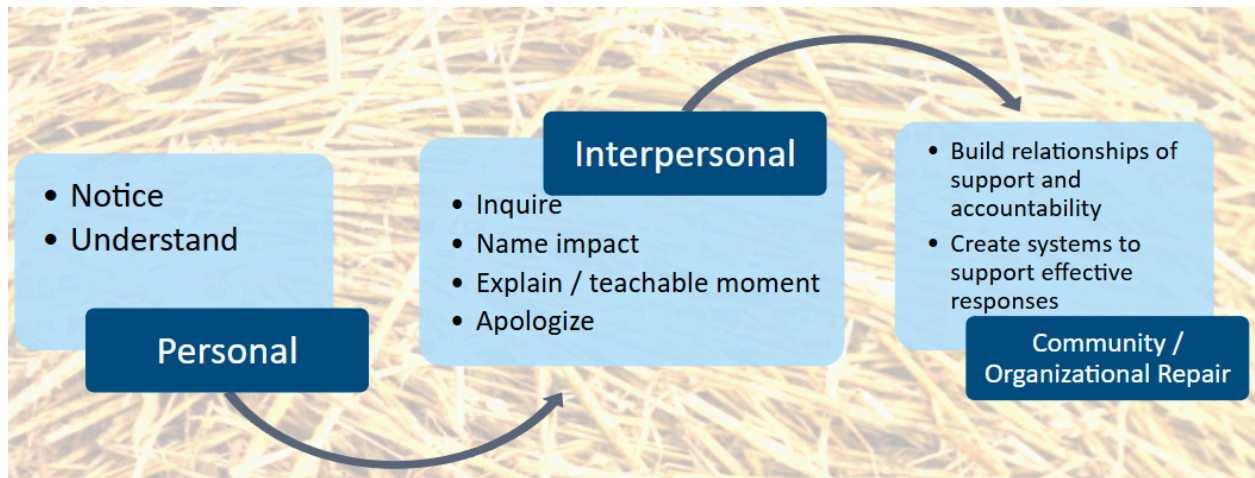 • Notice
• Understand
Personal
Interpersonal
• Inquire
• Name impact
• Explain / teachable moment
• Apologize
• Build relationships of
support and
accountability
• Create systems to
support effective
responses
Community /
Organizational Repair